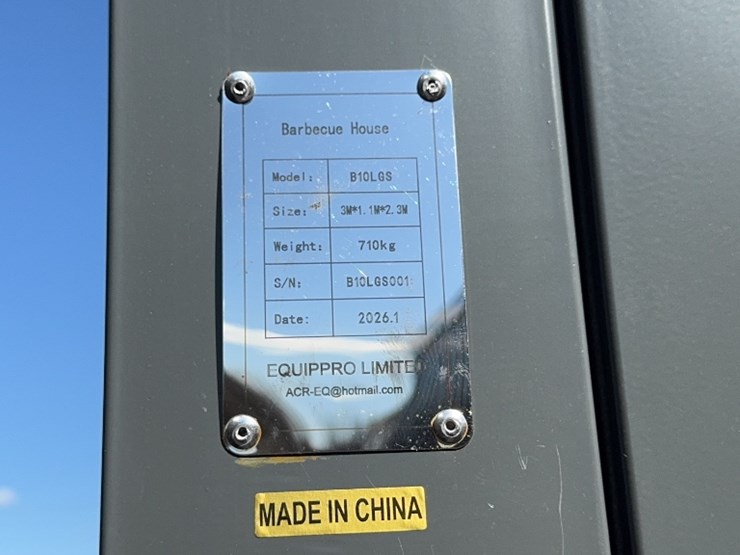 Barbecue House
Model: B10LGS
Size: 3M*1.1M*2.3M
Weight: 710kg
S/N: B10LGS001
Date: 2026.1
EQUIPPRO LIMITED
ACR-EQ@hotmail.com
MADE IN CHINA